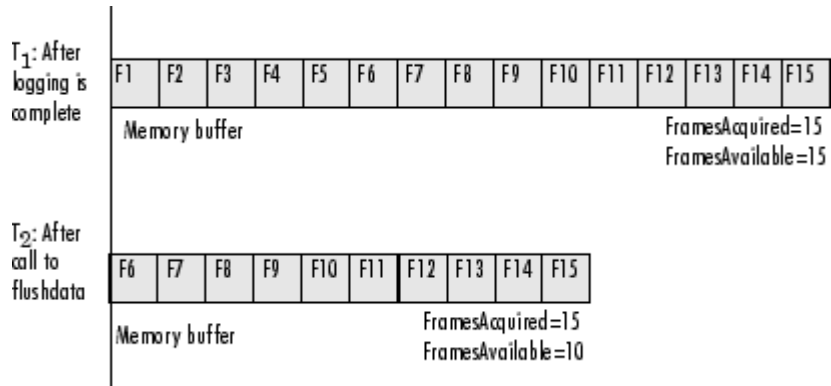 T1: After
logging is
complete
F1 F2 F3 F4 F5 F6 F7 F8 F9 F10 F11 F12 F13 F14 F15
Memory buffer
FramesAcquired=15
FramesAvailable=15
T2: After
call to
flushdata
F6 F7 F8 F9 F10 F11 F12 F13 F14 F15
Memory buffer
FramesAcquired=15
FramesAvailable=10